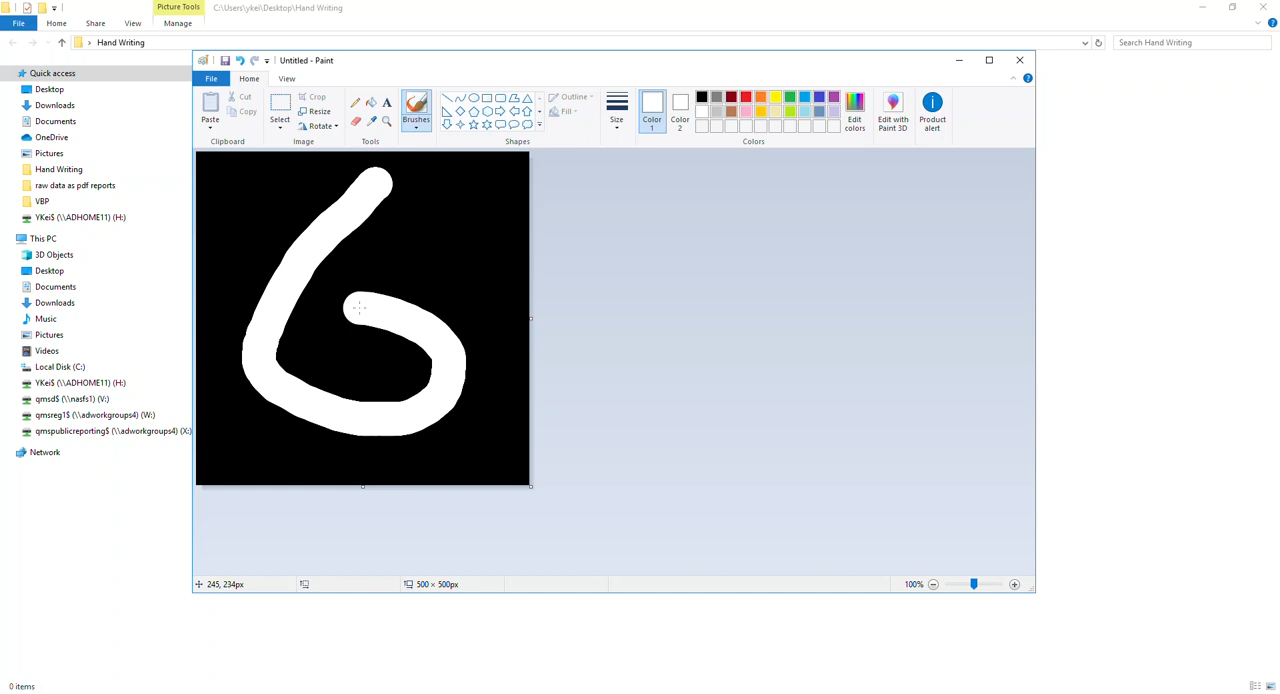 Picture Tools C:\Users\ykei\Desktop\Hand Writing
File Home Share View Manage
Hand Writing Search Hand Writing
Quick access
Desktop
Downloads
Documents
OneDrive
Pictures
Hand Writing
raw data as pdf reports
VBP
YKei$ (\\ADHOME11) (H:)
This PC
3D Objects
Desktop
Documents
Downloads
Music
Pictures
Videos
Local Disk (C:)
YKei$ (\\ADHOME11) (H:)
qmsd$ (\\nasfs1) (V:)
qmsreg1$ (\\adworkgroups4) (W:)
qmspublicreporting$ (\\adworkgroups4) (X:)
Network
0 items
Untitled - Paint
File Home View
Paste Cut Copy
Clipboard
Select Crop Resize Rotate
Image
A
Tools
Brushes
Outline Fill
Shapes
Size
Color 1
Color 2
Edit colors
Colors
Edit with Paint 3D
Product alert
6
245, 234px 500 × 500px 100%